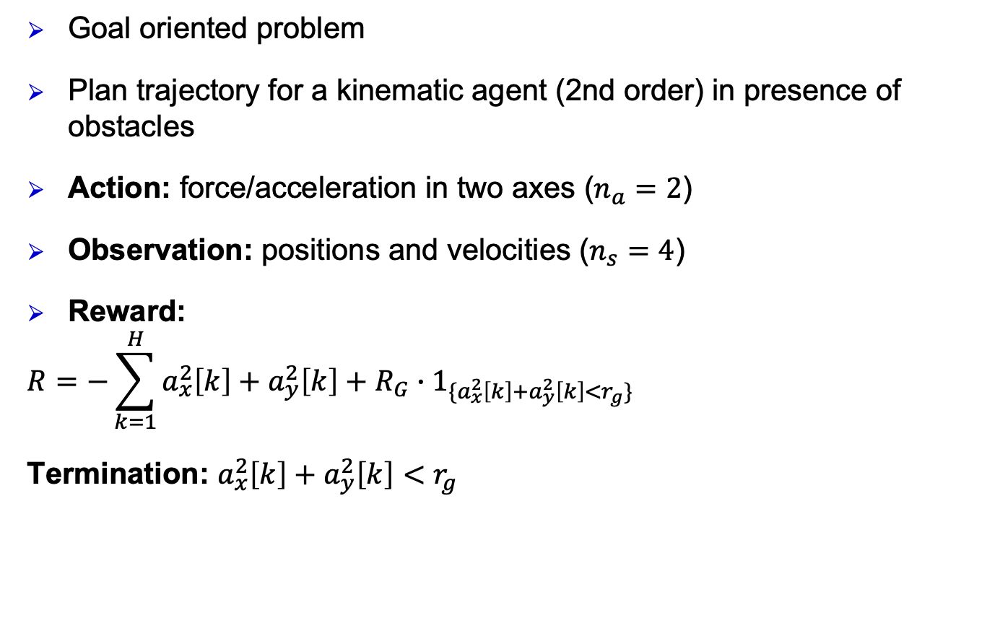 ➢ Goal oriented problem
➢ Plan trajectory for a kinematic agent (2nd order) in presence of
obstacles
➢ Action: force/acceleration in two axes (n_a = 2)
➢ Observation: positions and velocities (n_s = 4)
➢ Reward:
R = − ∑_{k=1}^{H} a_x^2[k] + a_y^2[k] + R_G · 1_{{a_x^2[k]+a_y^2[k]<r_g}}
Termination: a_x^2[k] + a_y^2[k] < r_g